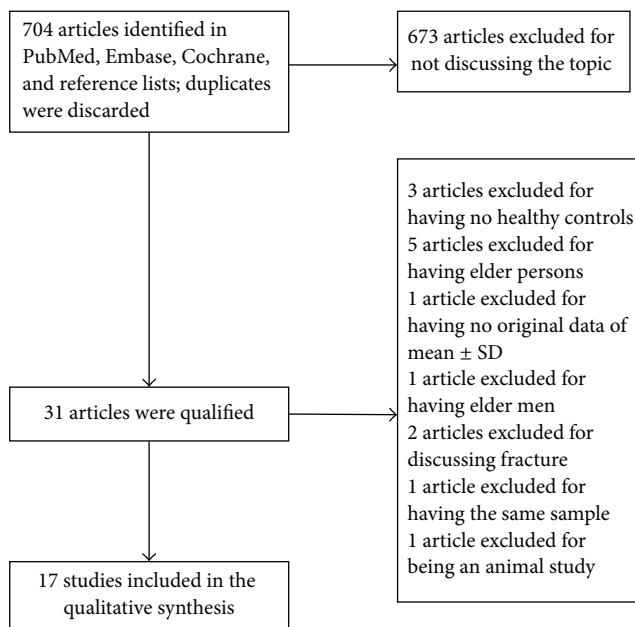 704 articles identified in
PubMed, Embase, Cochrane,
and reference lists; duplicates
were discarded
673 articles excluded for
not discussing the topic
3 articles excluded for
having no healthy controls
5 articles excluded for
having elder persons
1 article excluded for
having no original data of
mean ± SD
1 article excluded for
having elder men
2 articles excluded for
discussing fracture
1 article excluded for
having the same sample
1 article excluded for
being an animal study
31 articles were qualified
17 studies included in the
qualitative synthesis